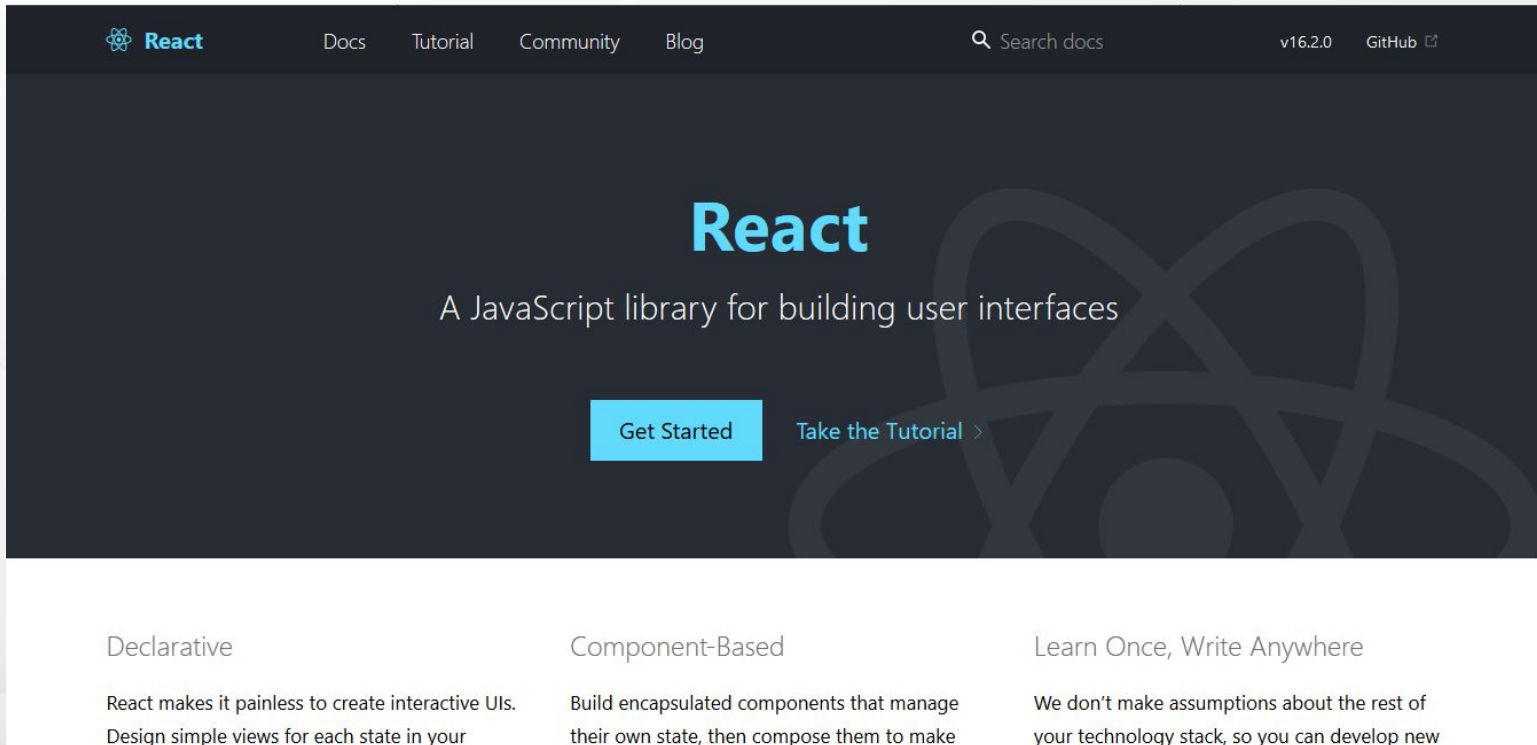 React Docs Tutorial Community Blog Search docs v16.2.0 GitHub
React
A JavaScript library for building user interfaces
Get Started Take the Tutorial
Declarative
React makes it painless to create interactive UIs.
Design simple views for each state in your
Component-Based
Build encapsulated components that manage
their own state, then compose them to make
Learn Once, Write Anywhere
We don’t make assumptions about the rest of
your technology stack, so you can develop new